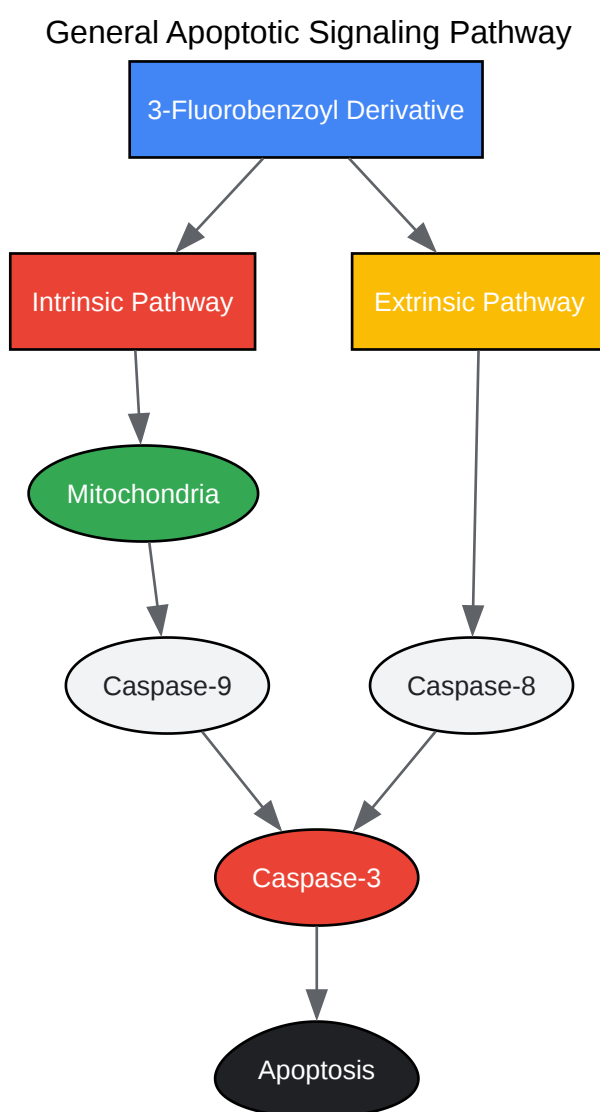 General Apoptotic Signaling Pathway
3-Fluorobenzoyl Derivative
Intrinsic Pathway
Extrinsic Pathway
Mitochondria
Caspase-9
Caspase-8
Caspase-3
Apoptosis